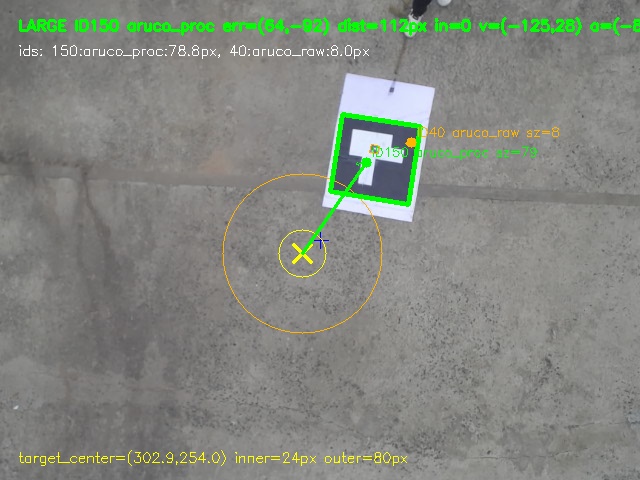 LARGE ID150 aruco_proc err=(64,-92) dist=112px in=0 v=(-125,28) a=(-8
ids: 150:aruco_proc:78.8px, 40:aruco_raw:8.0px
ID40 aruco_raw sz=8
ID150 aruco_proc sz=79
target_center=(302.9,254.0) inner=24px outer=80px